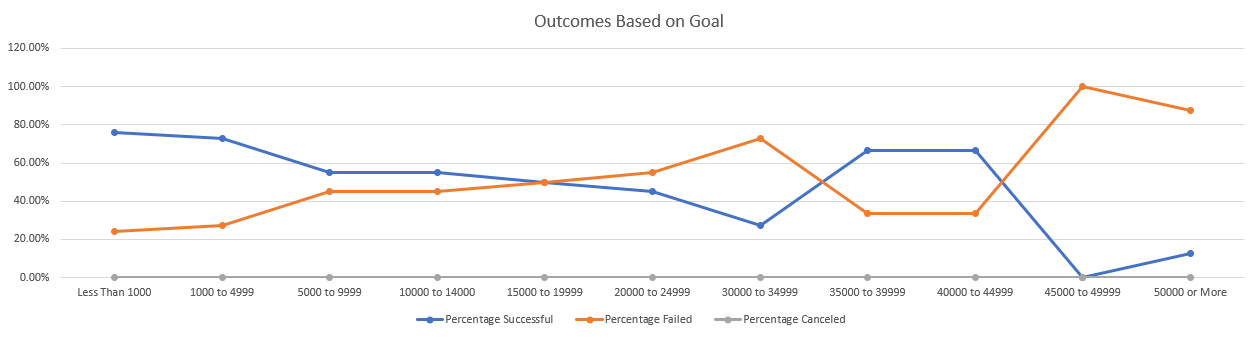 Outcomes Based on Goal
120.00%
100.00%
80.00%
60.00%
40.00%
20.00%
0.00%
Less Than 1000 1000 to 4999 5000 to 9999 10000 to 14000 15000 to 19999 20000 to 24999 30000 to 34999 35000 to 39999 40000 to 44999 45000 to 49999 50000 or More
Percentage Successful Percentage Failed Percentage Canceled